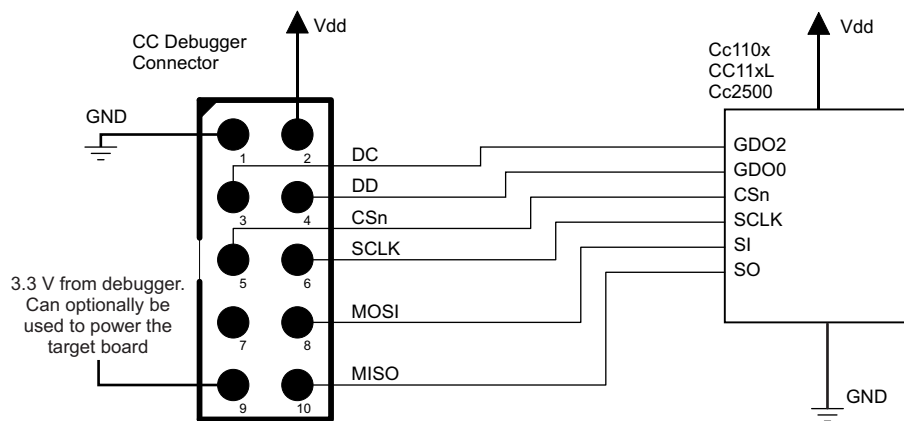 CC Debugger
Connector
Vdd
GND
1
2
3
4
5
6
7
8
9
10
DC
DD
CSn
SCLK
MOSI
MISO
3.3 V from debugger.
Can optionally be
used to power the
target board
Vdd
Cc110x
CC11xL
Cc2500
GDO2
GDO0
CSn
SCLK
SI
SO
GND